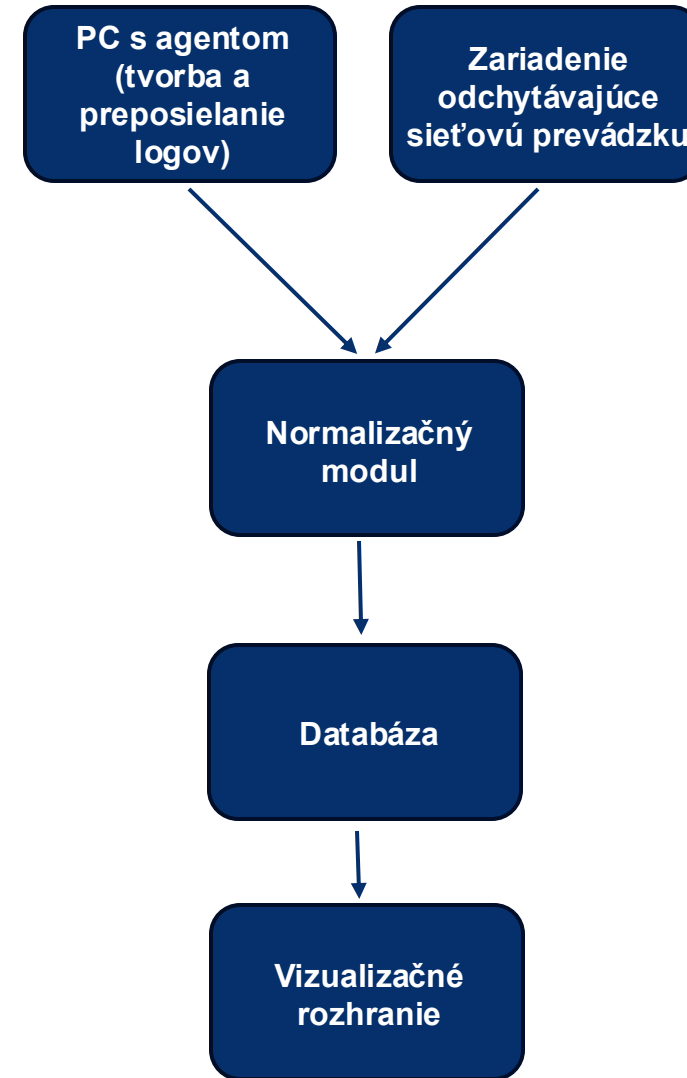 PC s agentom
(tvorba a
preposielanie
logov)
Zariadenie
odchytávajúce
sieťovú prevádzku
Normalizačný
modul
Databáza
Vizualizačné
rozhranie